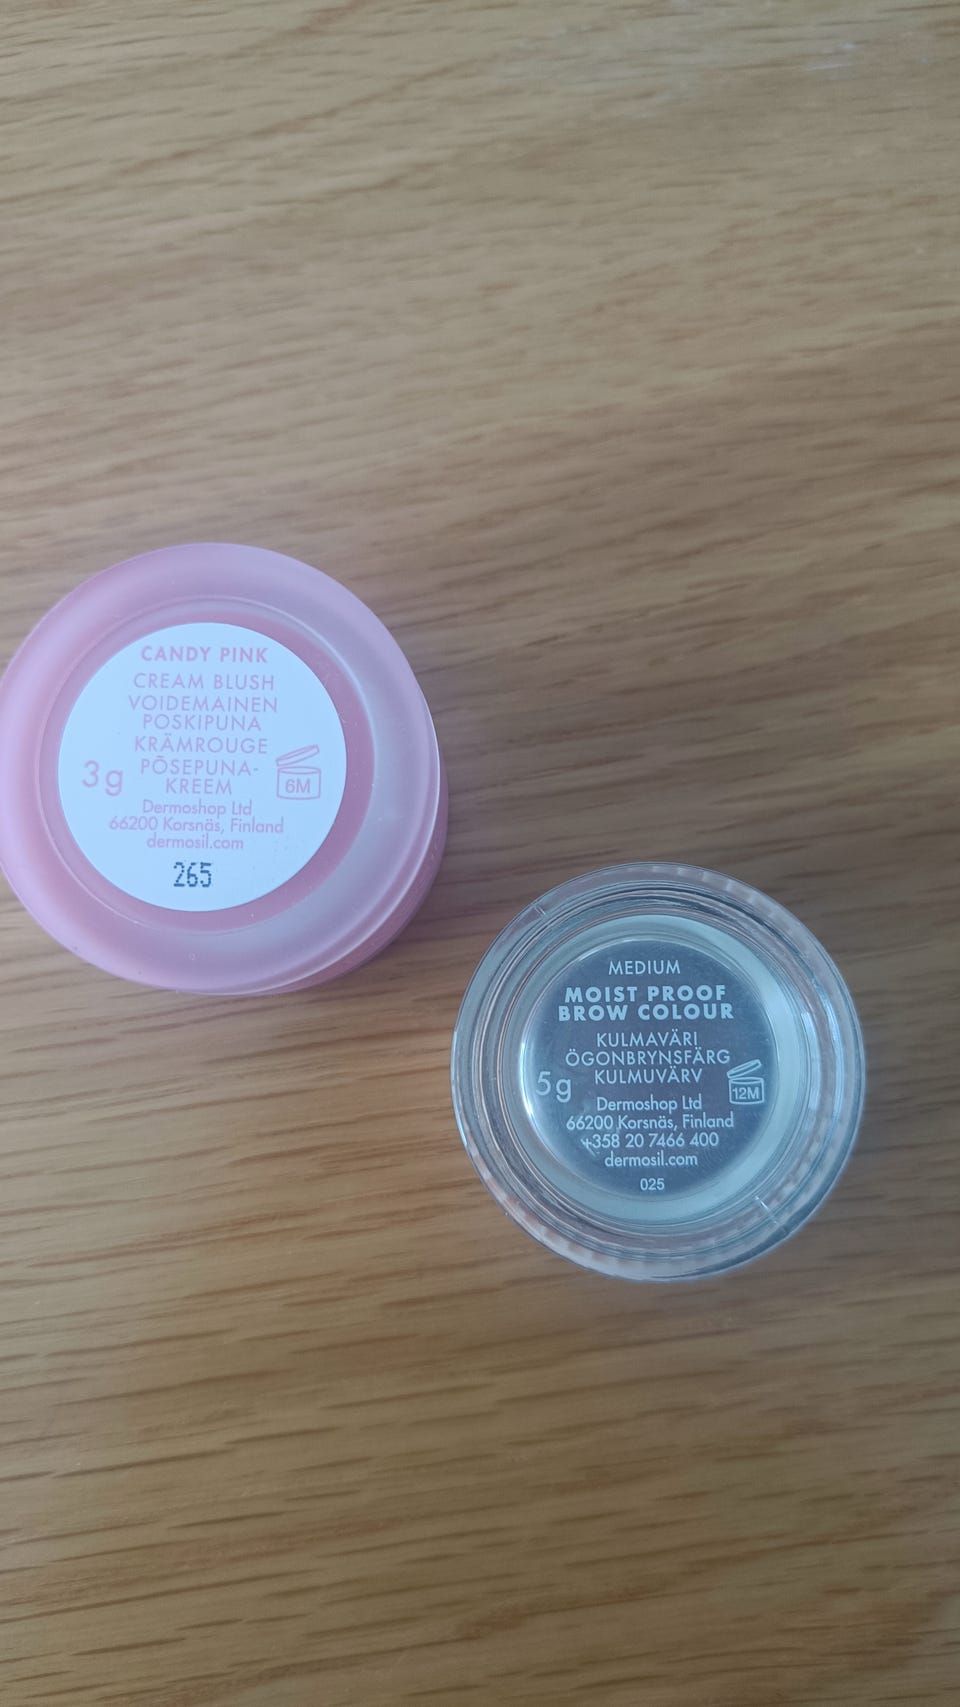 CANDY PINK
CREAM BLUSH
VOIDEMAINEN
POSKIPUNA
KRÄMROUGE
PÕSEPUNA-
KREEM
3g
6M
Dermoshop Ltd
66200 Korsnäs, Finland
dermosil.com
265
MEDIUM
MOIST PROOF
BROW COLOUR
KULMAVÄRI
ÖGONBRYNSFÄRG
KULMUVÄRV
5g
12M
Dermoshop Ltd
66200 Korsnäs, Finland
+358 20 7466 400
dermosil.com
025